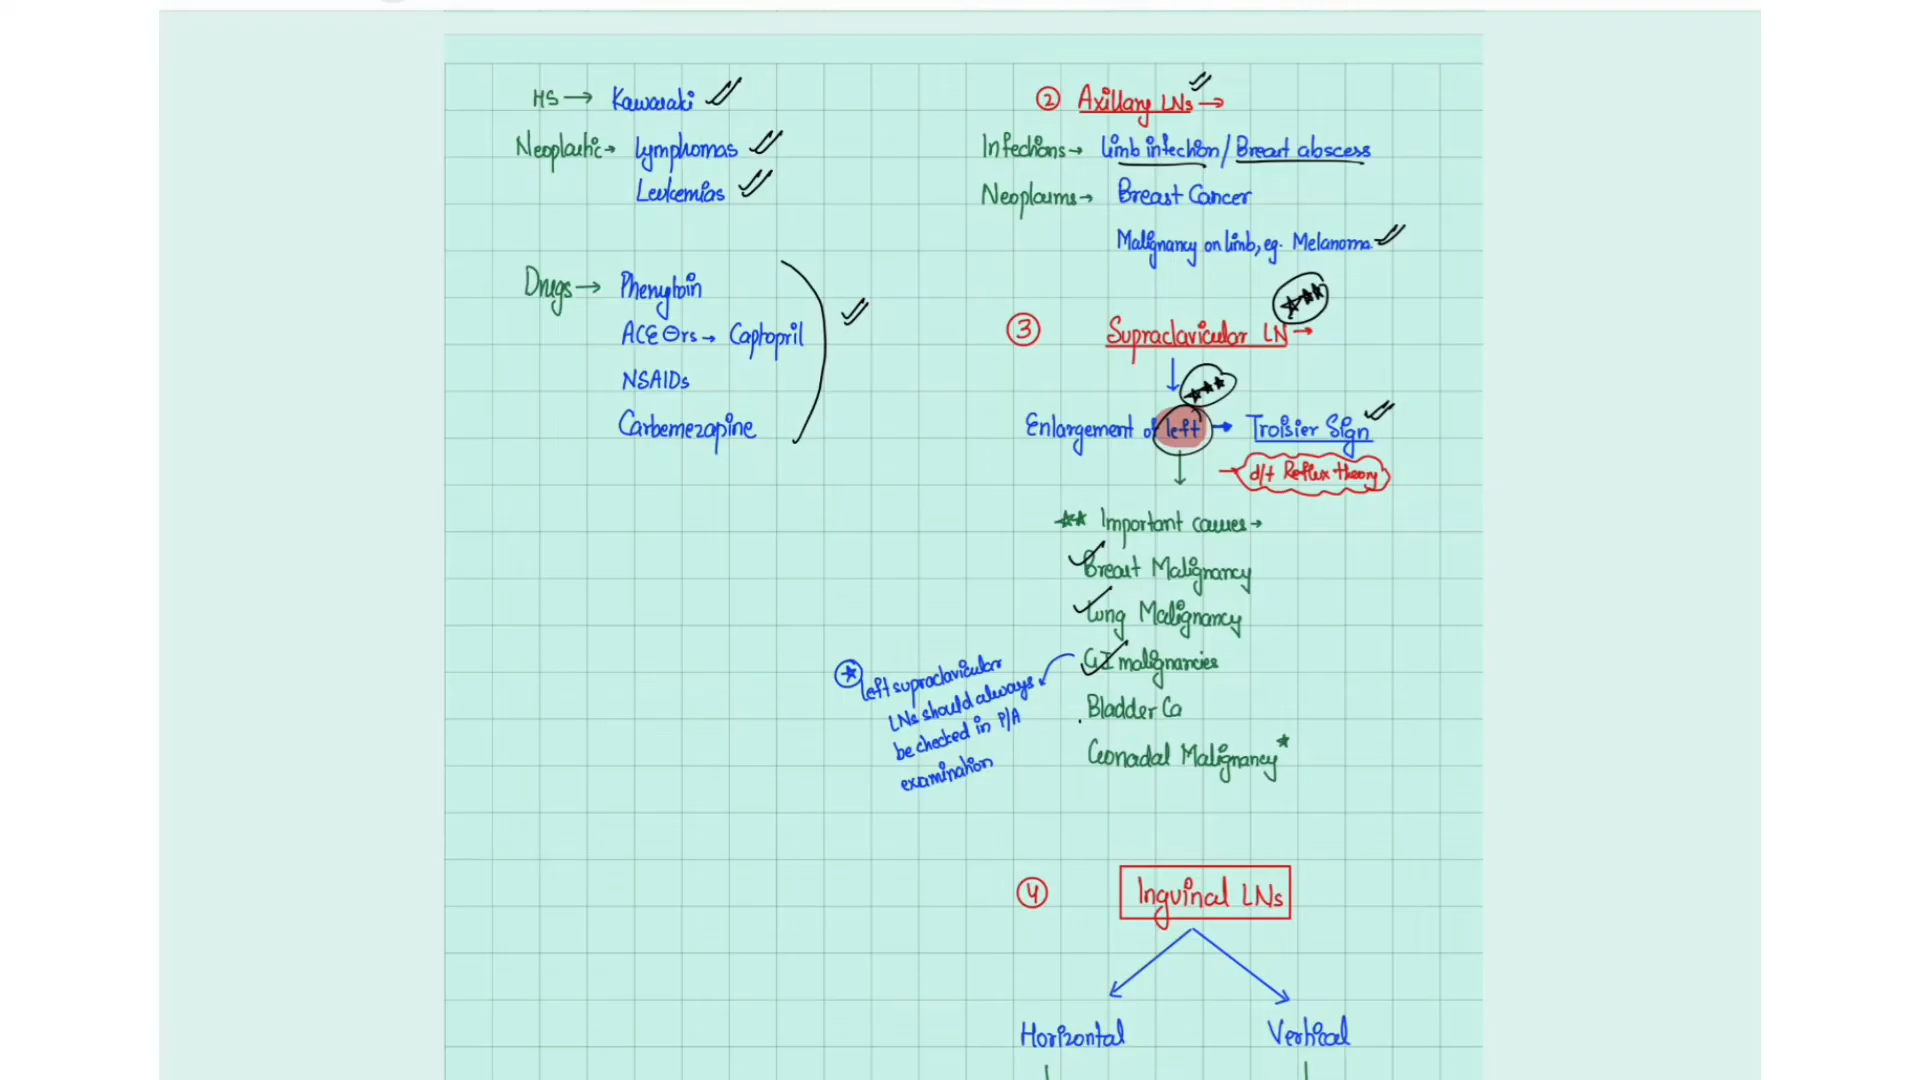 HS → Kawasaki
Neoplastic → Lymphomas
Leukemias
Drugs → Phenytoin
ACE Θrs → Captopril
NSAIDs
Carbemezapine
② Axillary LNs →
Infections → Limb infection / Breast abscess
Neoplasms → Breast Cancer
Malignancy on limb, eg. Melanoma
③ Supraclavicular LN →
Enlargement of left → Troisier Sign
→ d/t Reflux theory
** Important causes →
Breast Malignancy
Lung Malignancy
GI malignancies
Bladder Ca
Gonadal Malignancy*
left supraclavicular
LNs should always
be checked in P/A
examination
④ Inguinal LNs
Horizontal Vertical